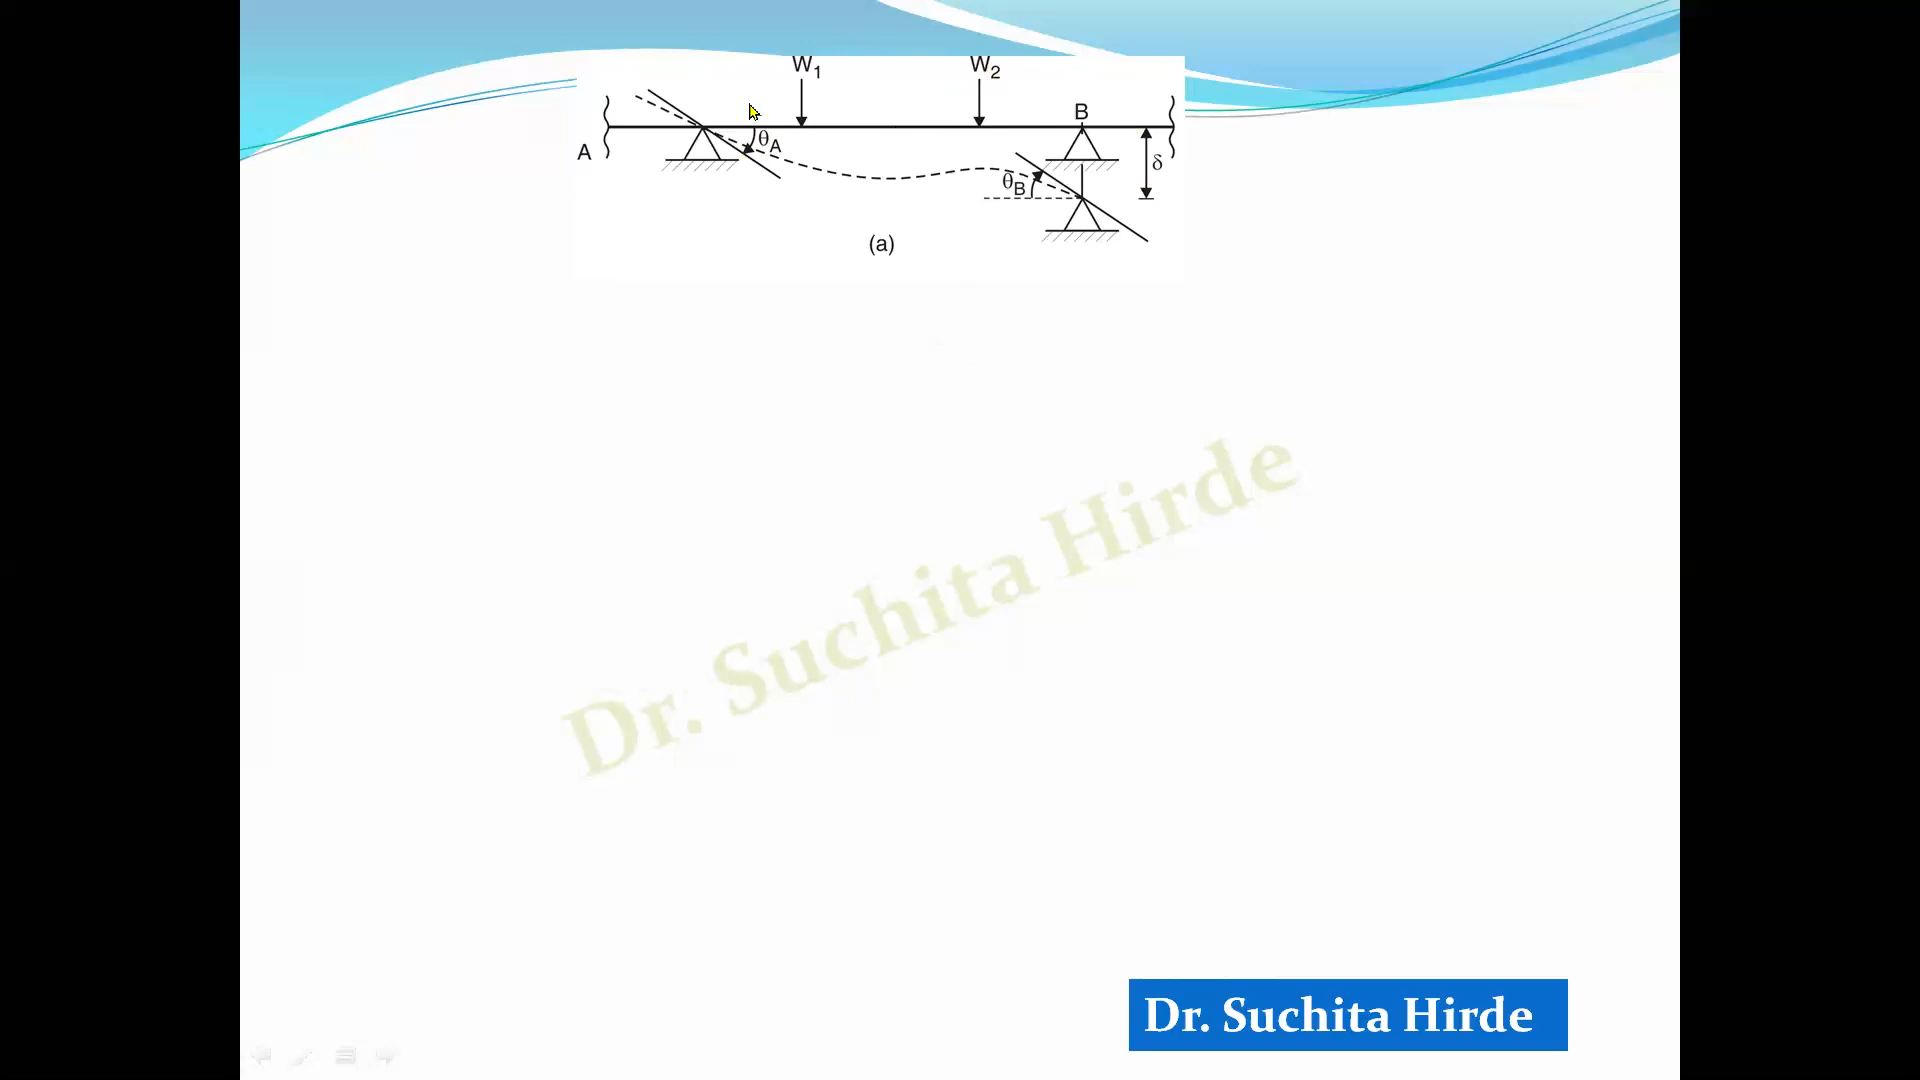 W1 W2
B
A θA θB δ
(a)
Dr. Suchita Hirde
Dr. Suchita Hirde